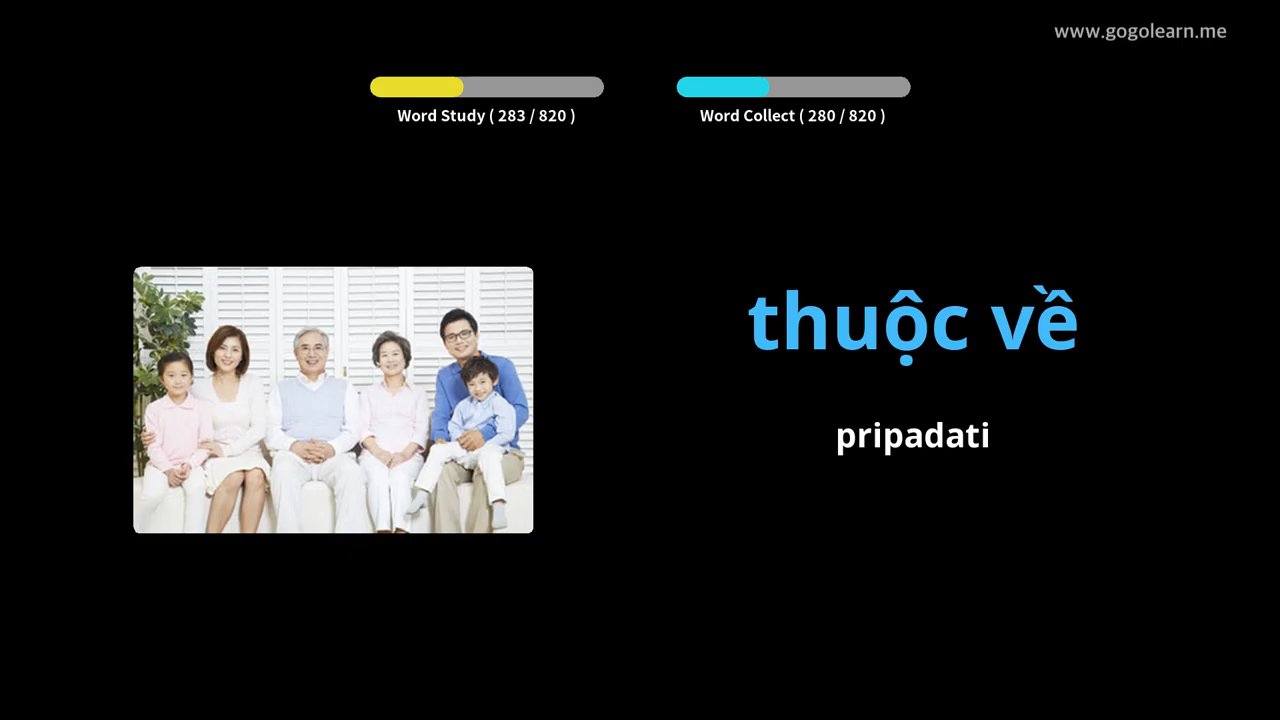 www.gogolearn.me
Word Study ( 283 / 820 )
Word Collect ( 280 / 820 )
thuộc về
pripadati